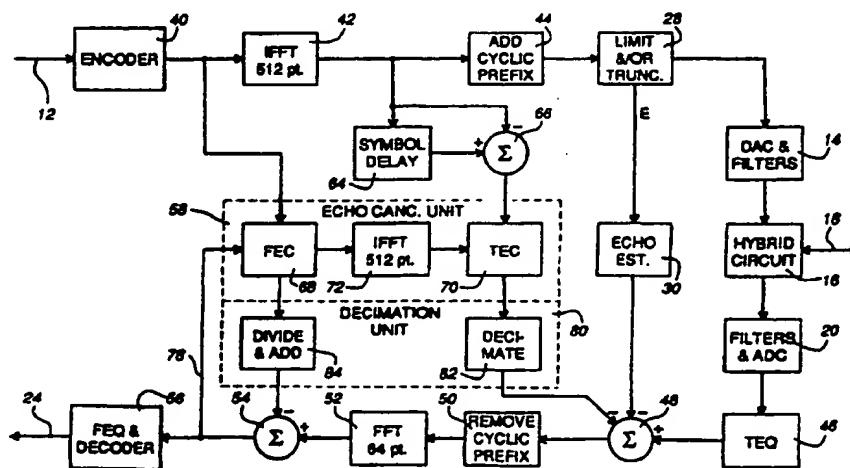 40
42
44
28
ENCODER
IFFT
512 pt.
ADD
CYCLIC
PREFIX
LIMIT
&/OR
TRUNC.
12
E
SYMBOL
DELAY
64
+
−
Σ
66
DAC &
FILTERS
14
58
ECHO CANC. UNIT
FEC
68
IFFT
512 pt.
72
TEC
70
ECHO
EST.
30
HYBRID
CIRCUIT
16
18
DECIMATION
UNIT
80
DIVIDE
& ADD
84
DECI-
MATE
82
FILTERS
& ADC
20
76
24
56
FEQ &
DECODER
54
−
Σ
+
52
FFT
64 pt.
50
REMOVE
CYCLIC
PREFIX
−
−
48
Σ
+
TEQ
46